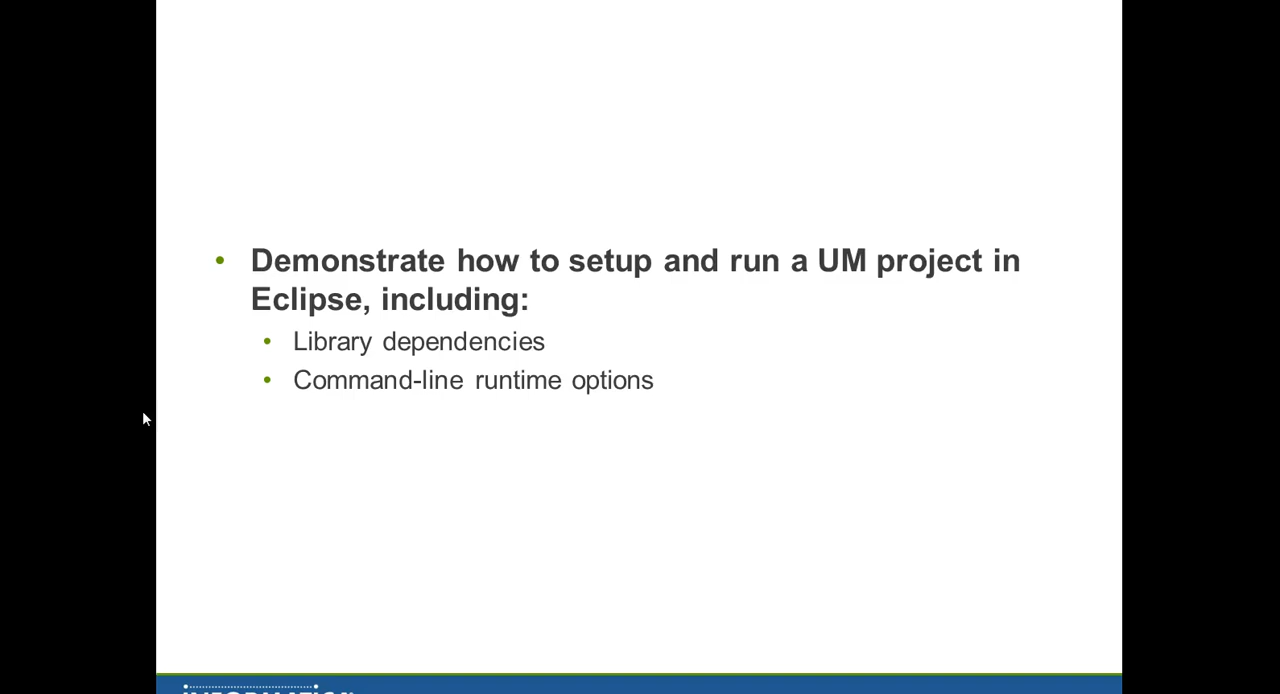 • Demonstrate how to setup and run a UM project in
Eclipse, including:
• Library dependencies
• Command-line runtime options